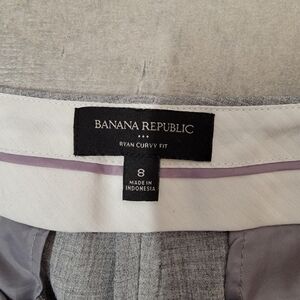 BANANA REPUBLIC
RYAN CURVY FIT
8
MADE IN
INDONESIA